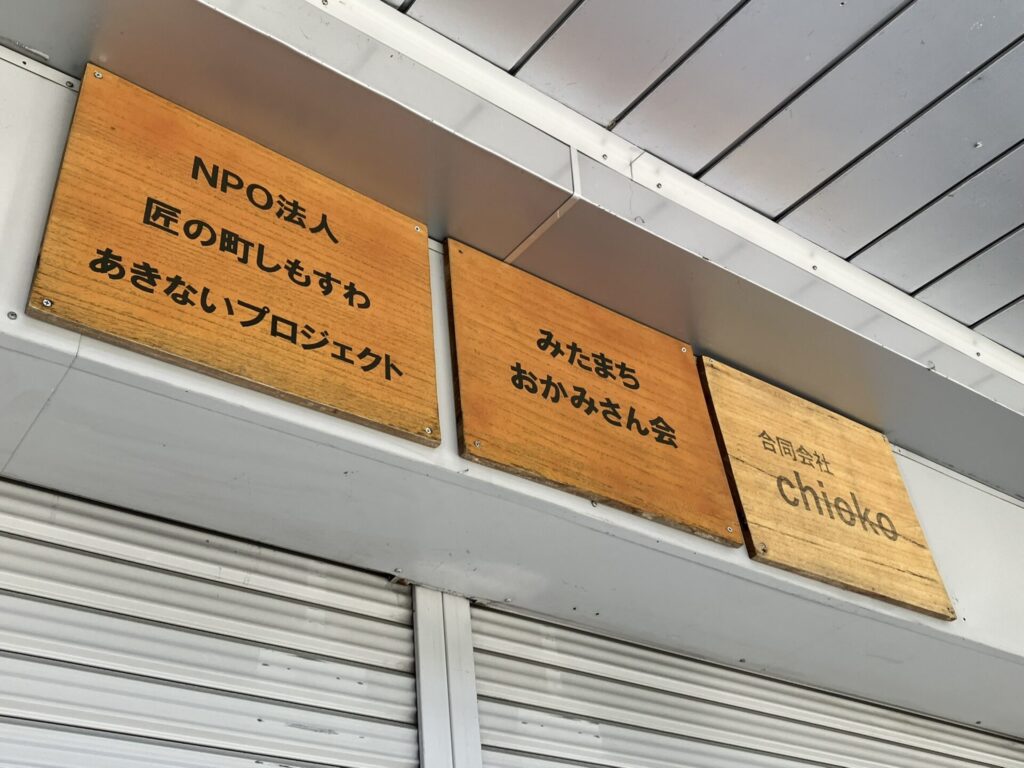 NPO法人
匠の町しもすわ
あきないプロジェクト
みたまち
おかみさん会
合同会社
chioko